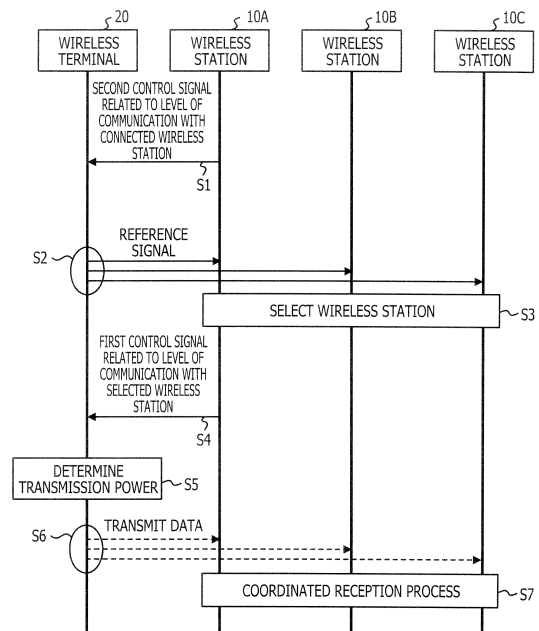 20
10A
10B
10C
WIRELESS
TERMINAL
WIRELESS
STATION
WIRELESS
STATION
WIRELESS
STATION
SECOND CONTROL SIGNAL
RELATED TO LEVEL OF
COMMUNICATION WITH
CONNECTED WIRELESS
STATION
S1
S2
REFERENCE
SIGNAL
SELECT WIRELESS STATION
S3
FIRST CONTROL SIGNAL
RELATED TO LEVEL OF
COMMUNICATION WITH
SELECTED WIRELESS
STATION
S4
DETERMINE
TRANSMISSION POWER
S5
S6
TRANSMIT DATA
COORDINATED RECEPTION PROCESS
S7